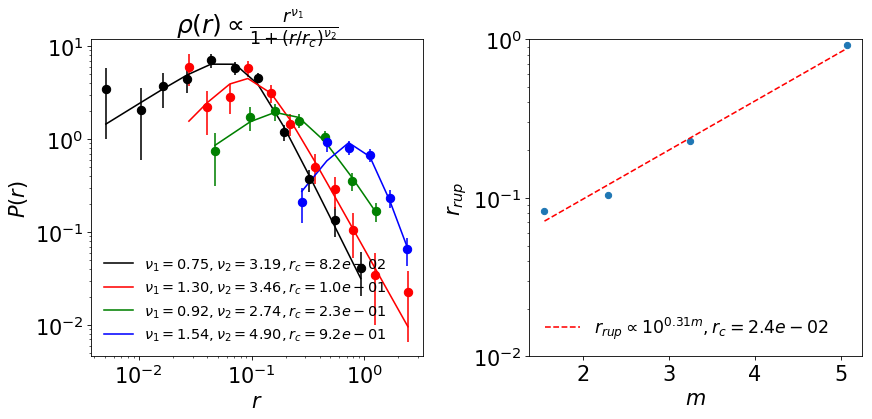 ρ(r) ∝ r^ν₁ / 1 + (r/r_c)^ν₂
P(r)
10¹
10⁰
10⁻¹
10⁻²
ν₁ = 0.75, ν₂ = 3.19, r_c = 8.2e − 02
ν₁ = 1.30, ν₂ = 3.46, r_c = 1.0e − 01
ν₁ = 0.92, ν₂ = 2.74, r_c = 2.3e − 01
ν₁ = 1.54, ν₂ = 4.90, r_c = 9.2e − 01
10⁻² 10⁻¹ 10⁰
r
r_rup
10⁰
10⁻¹
10⁻²
r_rup ∝ 10^0.31m, r_c = 2.4e − 02
2 3 4 5
m